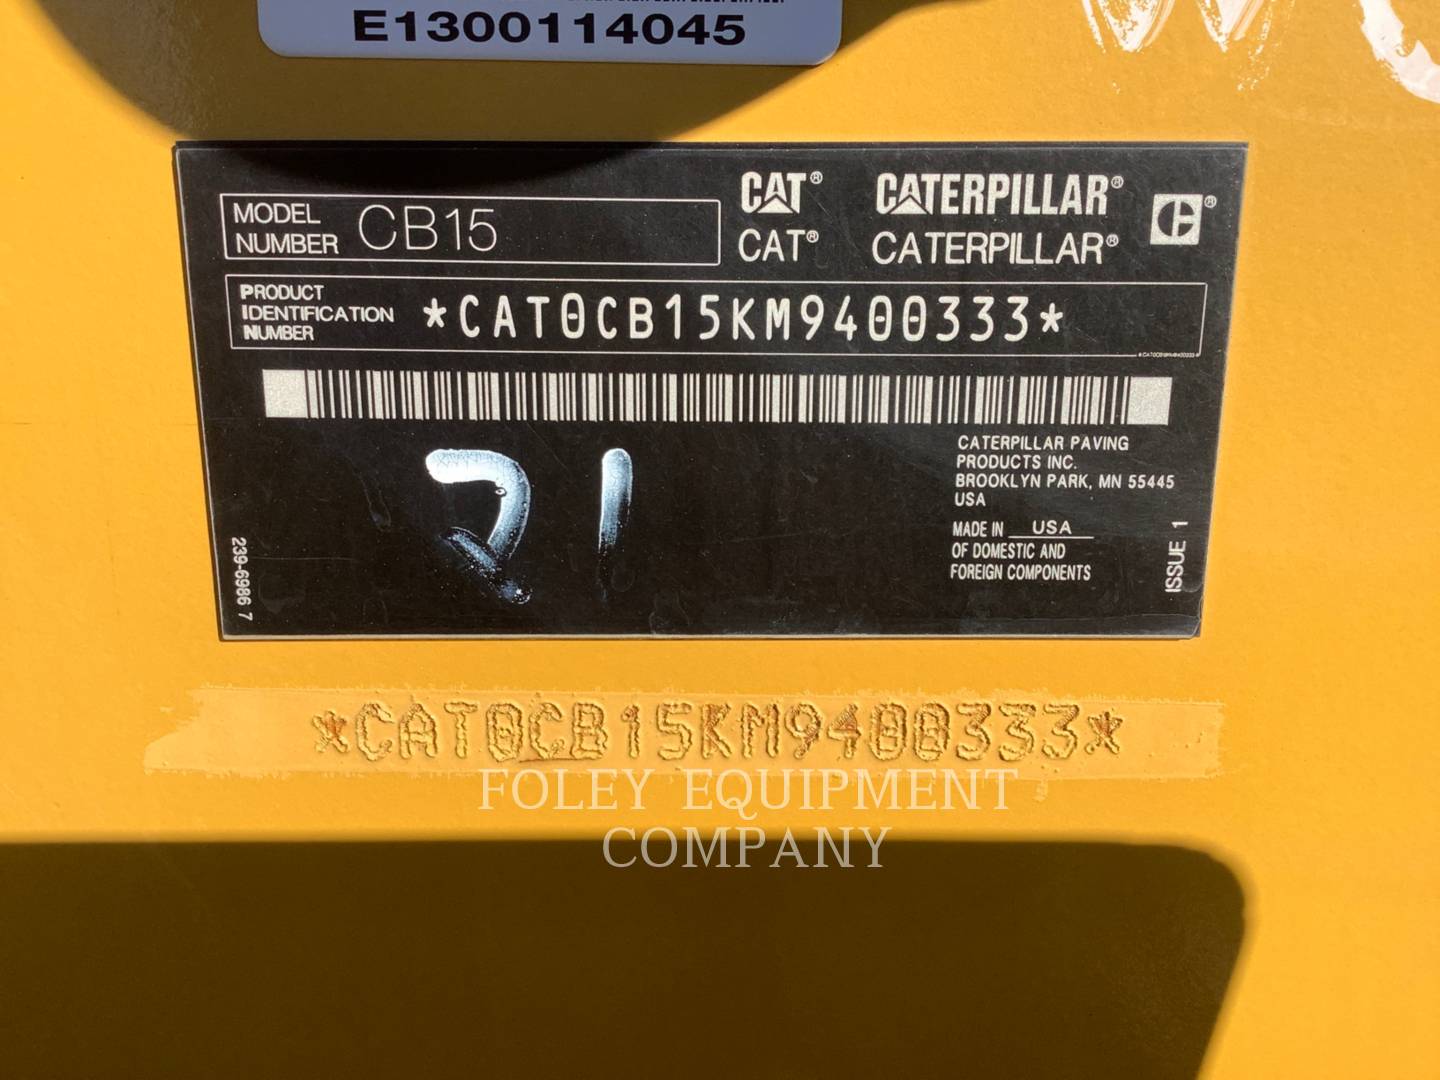 E1300114045
MODEL NUMBER CB15
CAT® CATERPILLAR®
CAT® CATERPILLAR®
PRODUCT IDENTIFICATION NUMBER *CAT0CB15KM9400333*
21
CATERPILLAR PAVING
PRODUCTS INC.
BROOKLYN PARK, MN 55445
USA
MADE IN USA
OF DOMESTIC AND
FOREIGN COMPONENTS
239-6986 7
ISSUE 1
*CAT0CB15KM9400333*
FOLEY EQUIPMENT
COMPANY